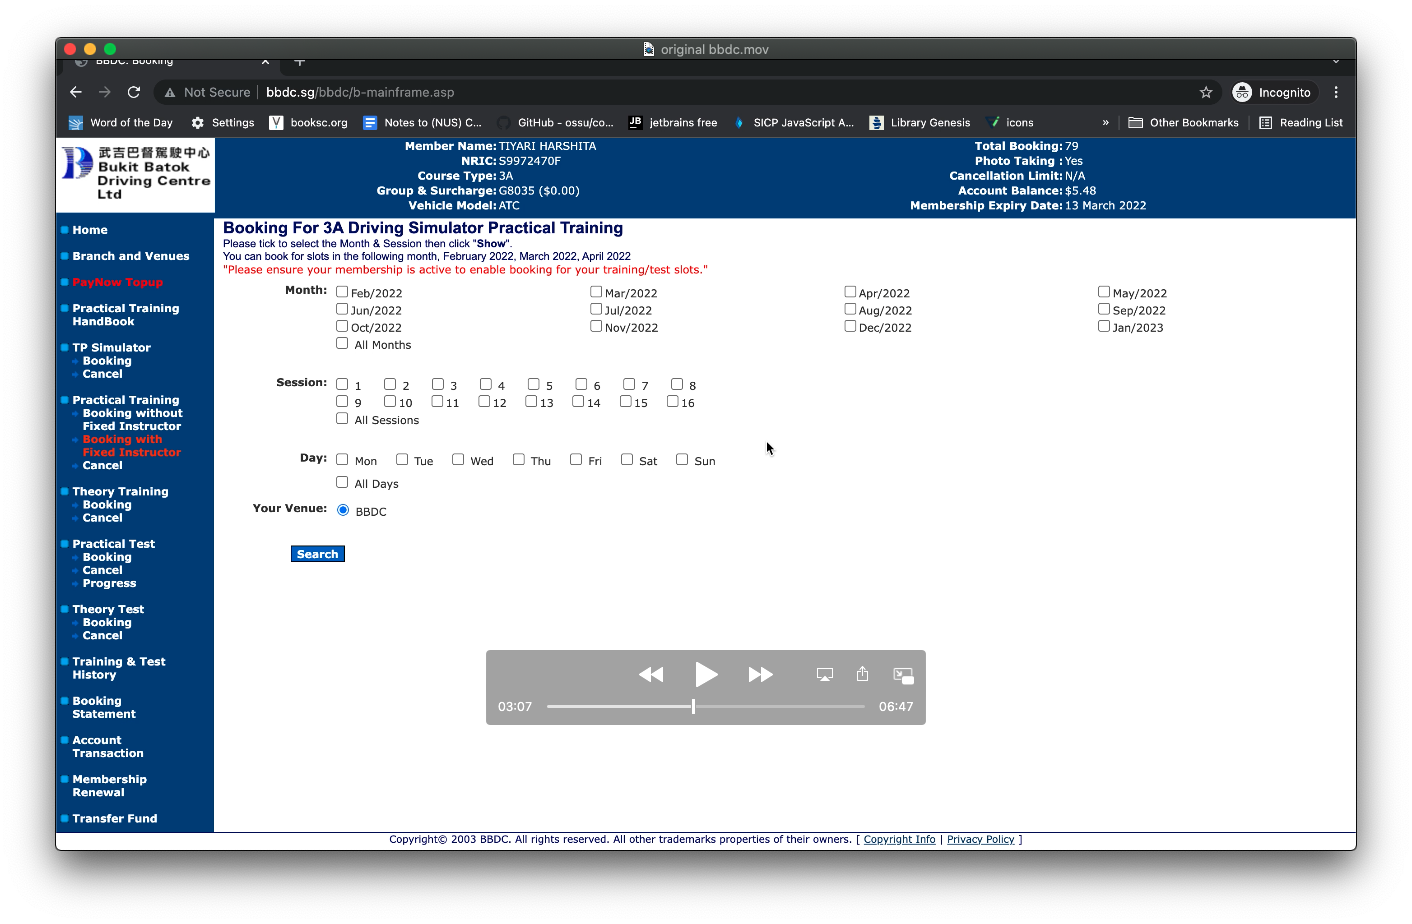 original bbdc.mov
BBDC: Booking
Not Secure | bbdc.sg/bbdc/b-mainframe.asp
Incognito
Word of the Day
Settings
booksc.org
Notes to (NUS) C...
GitHub - ossu/co...
jetbrains free
SICP JavaScript A...
Library Genesis
icons
»
Other Bookmarks
Reading List
武吉巴督駕駛中心
Bukit Batok
Driving Centre
Ltd
Member Name: TIYARI HARSHITA
NRIC: S9972470F
Course Type: 3A
Group & Surcharge: G8035 ($0.00)
Vehicle Model: ATC
Total Booking: 79
Photo Taking : Yes
Cancellation Limit: N/A
Account Balance: $5.48
Membership Expiry Date: 13 March 2022
Home
Branch and Venues
PayNow Topup
Practical Training
HandBook
TP Simulator
Booking
Cancel
Practical Training
Booking without
Fixed Instructor
Booking with
Fixed Instructor
Cancel
Theory Training
Booking
Cancel
Practical Test
Booking
Cancel
Progress
Theory Test
Booking
Cancel
Training & Test
History
Booking
Statement
Account
Transaction
Membership
Renewal
Transfer Fund
Booking For 3A Driving Simulator Practical Training
Please tick to select the Month & Session then click "Show".
You can book for slots in the following month, February 2022, March 2022, April 2022
"Please ensure your membership is active to enable booking for your training/test slots."
Month: Feb/2022 Mar/2022 Apr/2022 May/2022
Jun/2022 Jul/2022 Aug/2022 Sep/2022
Oct/2022 Nov/2022 Dec/2022 Jan/2023
All Months
Session: 1 2 3 4 5 6 7 8
9 10 11 12 13 14 15 16
All Sessions
Day: Mon Tue Wed Thu Fri Sat Sun
All Days
Your Venue: BBDC
Search
03:07
06:47
Copyright© 2003 BBDC. All rights reserved. All other trademarks properties of their owners. [ Copyright Info | Privacy Policy ]